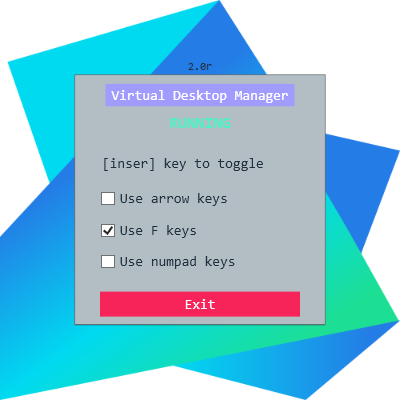 2.0r
Virtual Desktop Manager
RUNNING
[inser] key to toggle
Use arrow keys
Use F keys
Use numpad keys
Exit